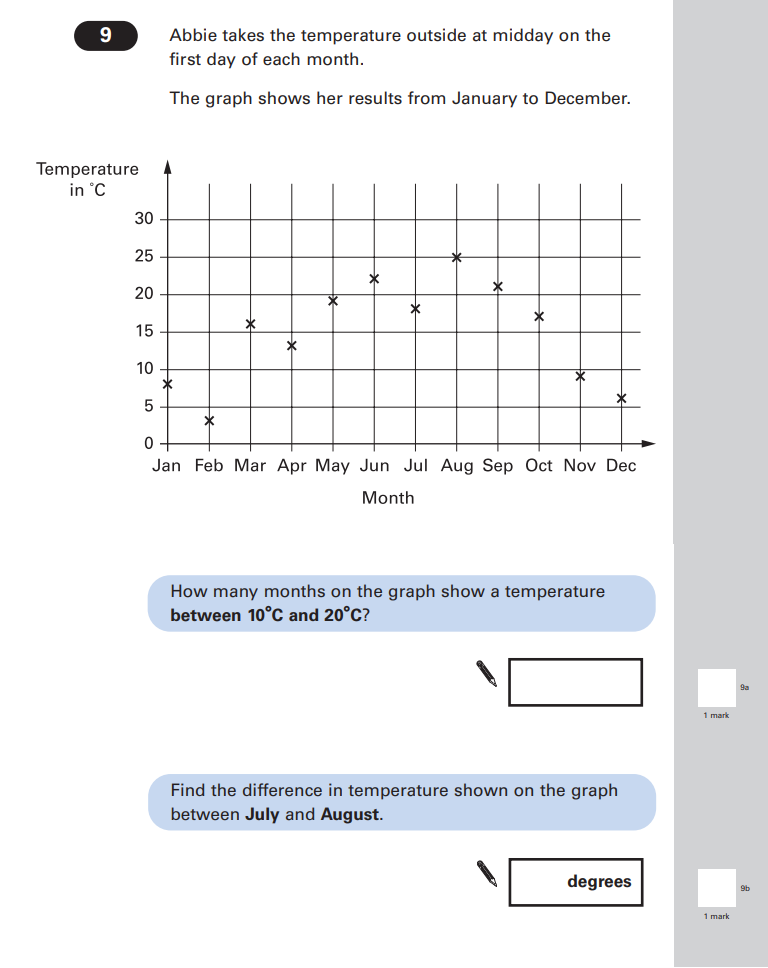 9
Abbie takes the temperature outside at midday on the
first day of each month.
The graph shows her results from January to December.
Temperature
in °C
30
25
20
15
10
5
0
Jan Feb Mar Apr May Jun Jul Aug Sep Oct Nov Dec
Month
How many months on the graph show a temperature
between 10°C and 20°C?
9a
1 mark
Find the difference in temperature shown on the graph
between July and August.
degrees
9b
1 mark